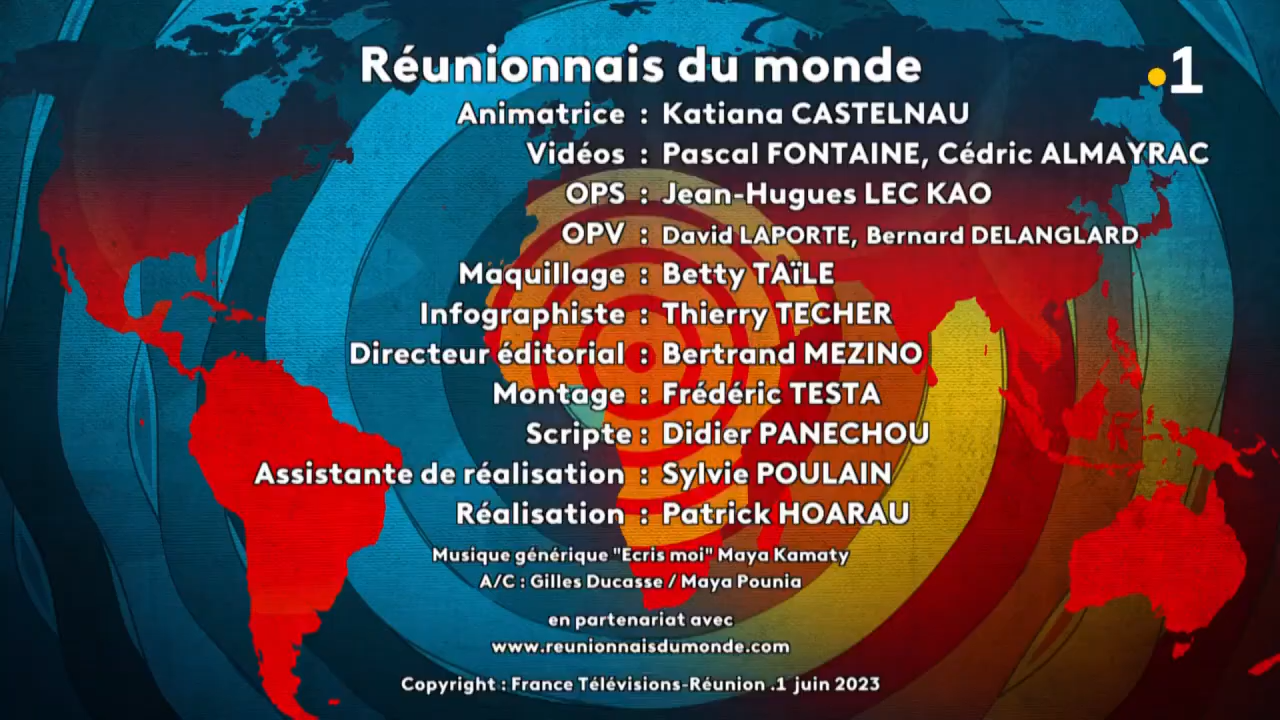 Réunionnais du monde
.1
Animatrice : Katiana CASTELNAU
Vidéos : Pascal FONTAINE, Cédric ALMAYRAC
OPS : Jean-Hugues LEC KAO
OPV : David LAPORTE, Bernard DELANGLARD
Maquillage : Betty TAïLE
Infographiste : Thierry TECHER
Directeur éditorial : Bertrand MEZINO
Montage : Frédéric TESTA
Scripte : Didier PANECHOU
Assistante de réalisation : Sylvie POULAIN
Réalisation : Patrick HOARAU
Musique générique "Ecris moi" Maya Kamaty
A/C : Gilles Ducasse / Maya Pounia
en partenariat avec
www.reunionnaisdumonde.com
Copyright : France Télévisions-Réunion .1 juin 2023